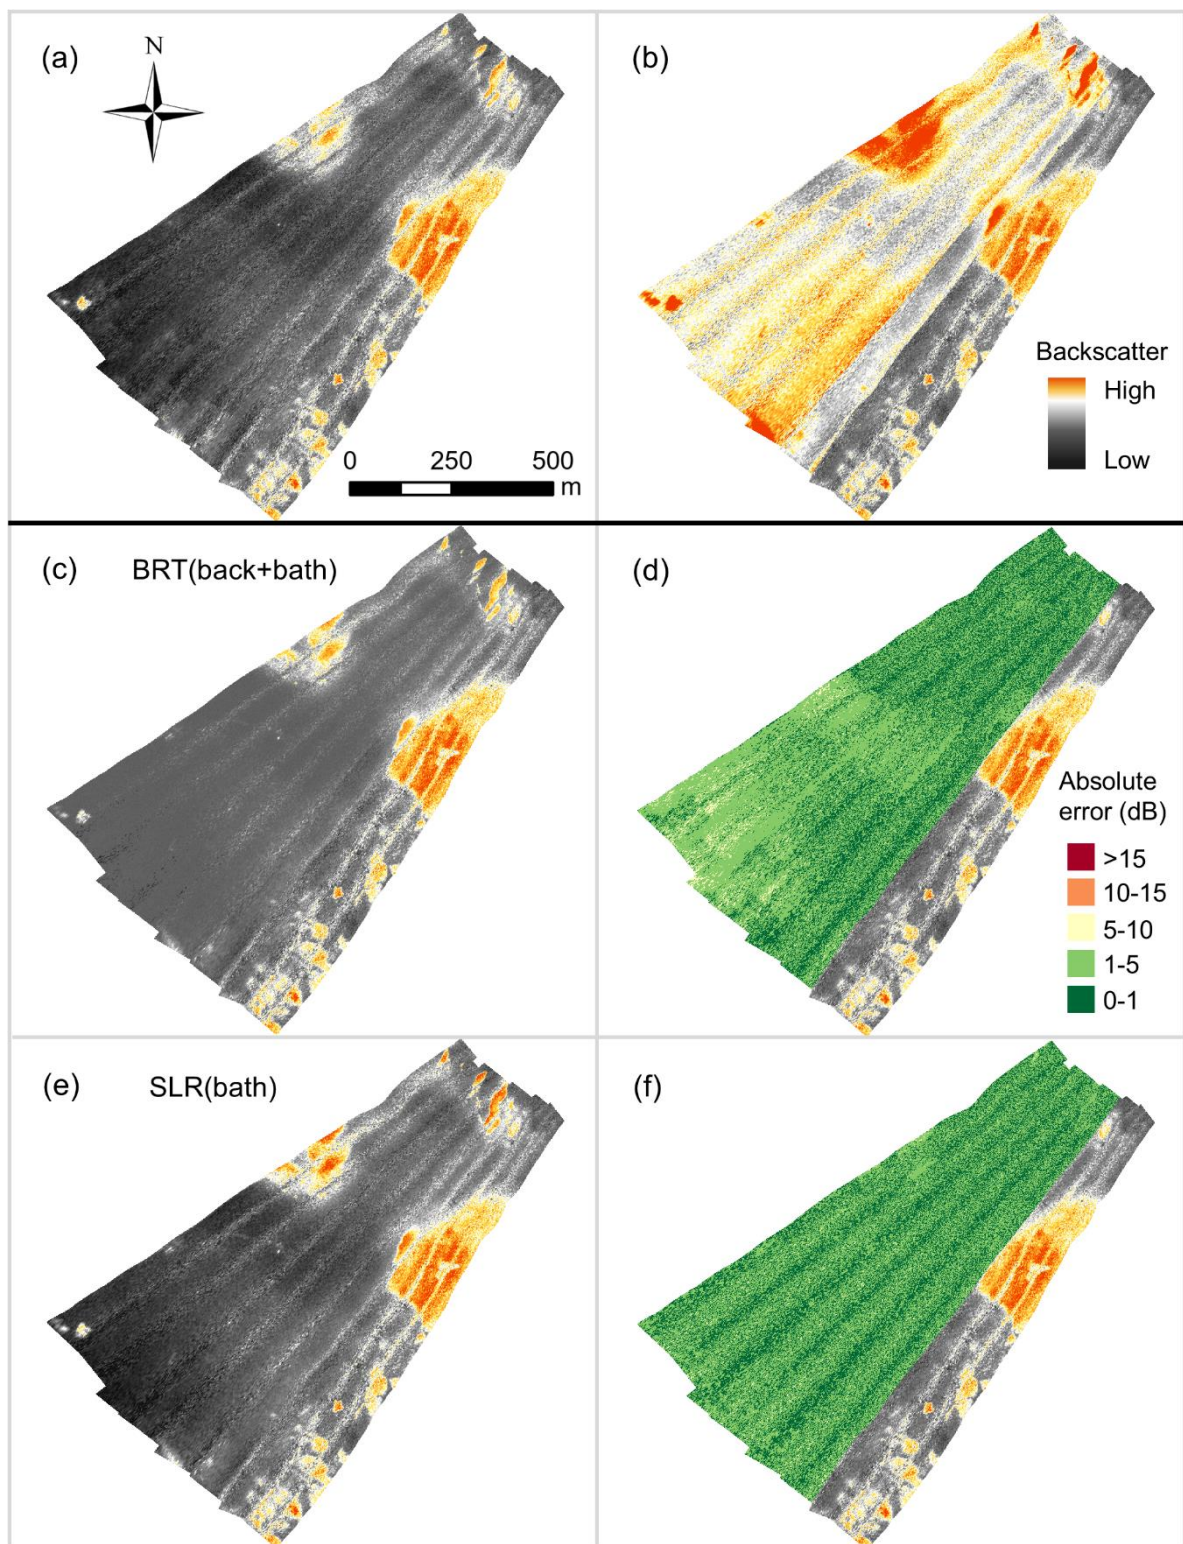 (a)
N
(b)
Backscatter
High
Low
0 250 500
m
(c) BRT(back+bath)
(d)
Absolute
error (dB)
>15
10-15
5-10
1-5
0-1
(e) SLR(bath)
(f)